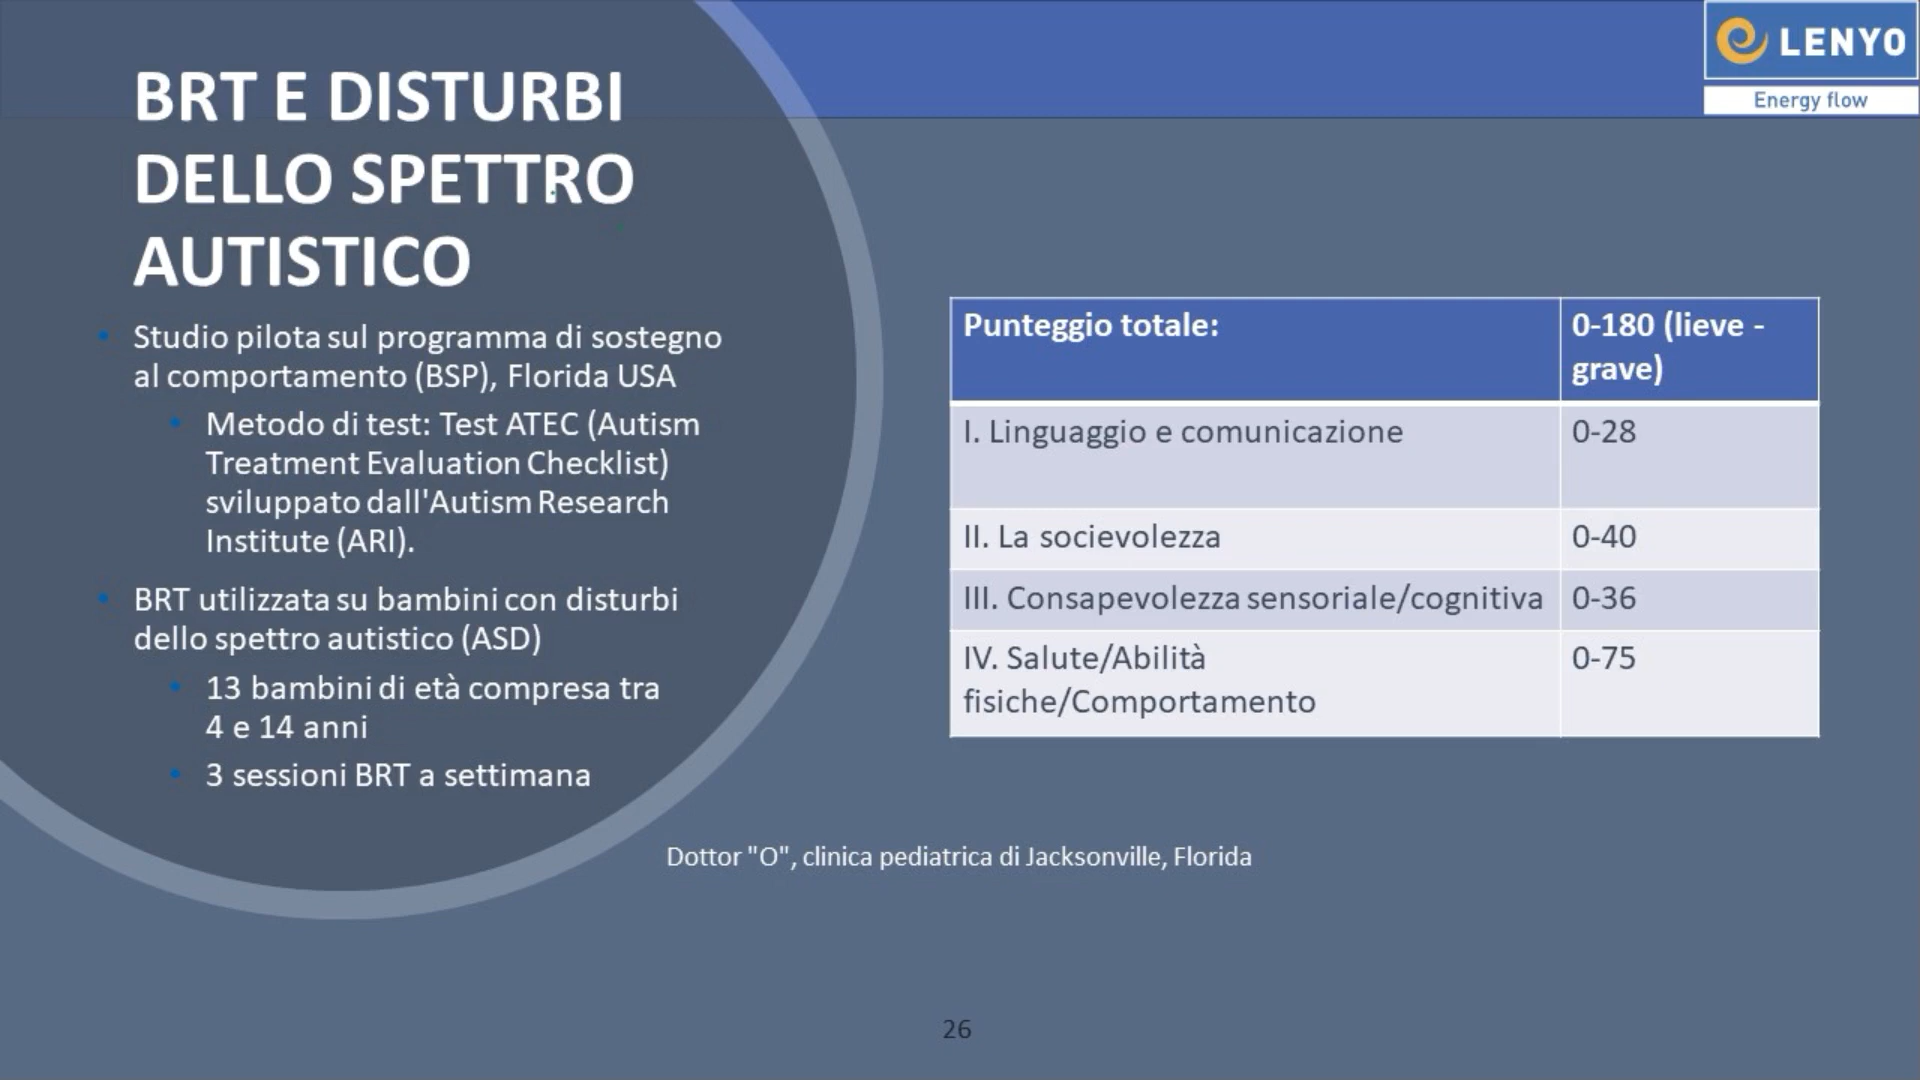 LENYO
Energy flow
BRT E DISTURBI
DELLO SPETTRO
AUTISTICO
Studio pilota sul programma di sostegno
al comportamento (BSP), Florida USA
Metodo di test: Test ATEC (Autism
Treatment Evaluation Checklist)
sviluppato dall'Autism Research
Institute (ARI).
BRT utilizzata su bambini con disturbi
dello spettro autistico (ASD)
13 bambini di età compresa tra
4 e 14 anni
3 sessioni BRT a settimana
Punteggio totale: 0-180 (lieve -
grave)
I. Linguaggio e comunicazione 0-28
II. La socievolezza 0-40
III. Consapevolezza sensoriale/cognitiva 0-36
IV. Salute/Abilità 0-75
fisiche/Comportamento
Dottor "O", clinica pediatrica di Jacksonville, Florida
26